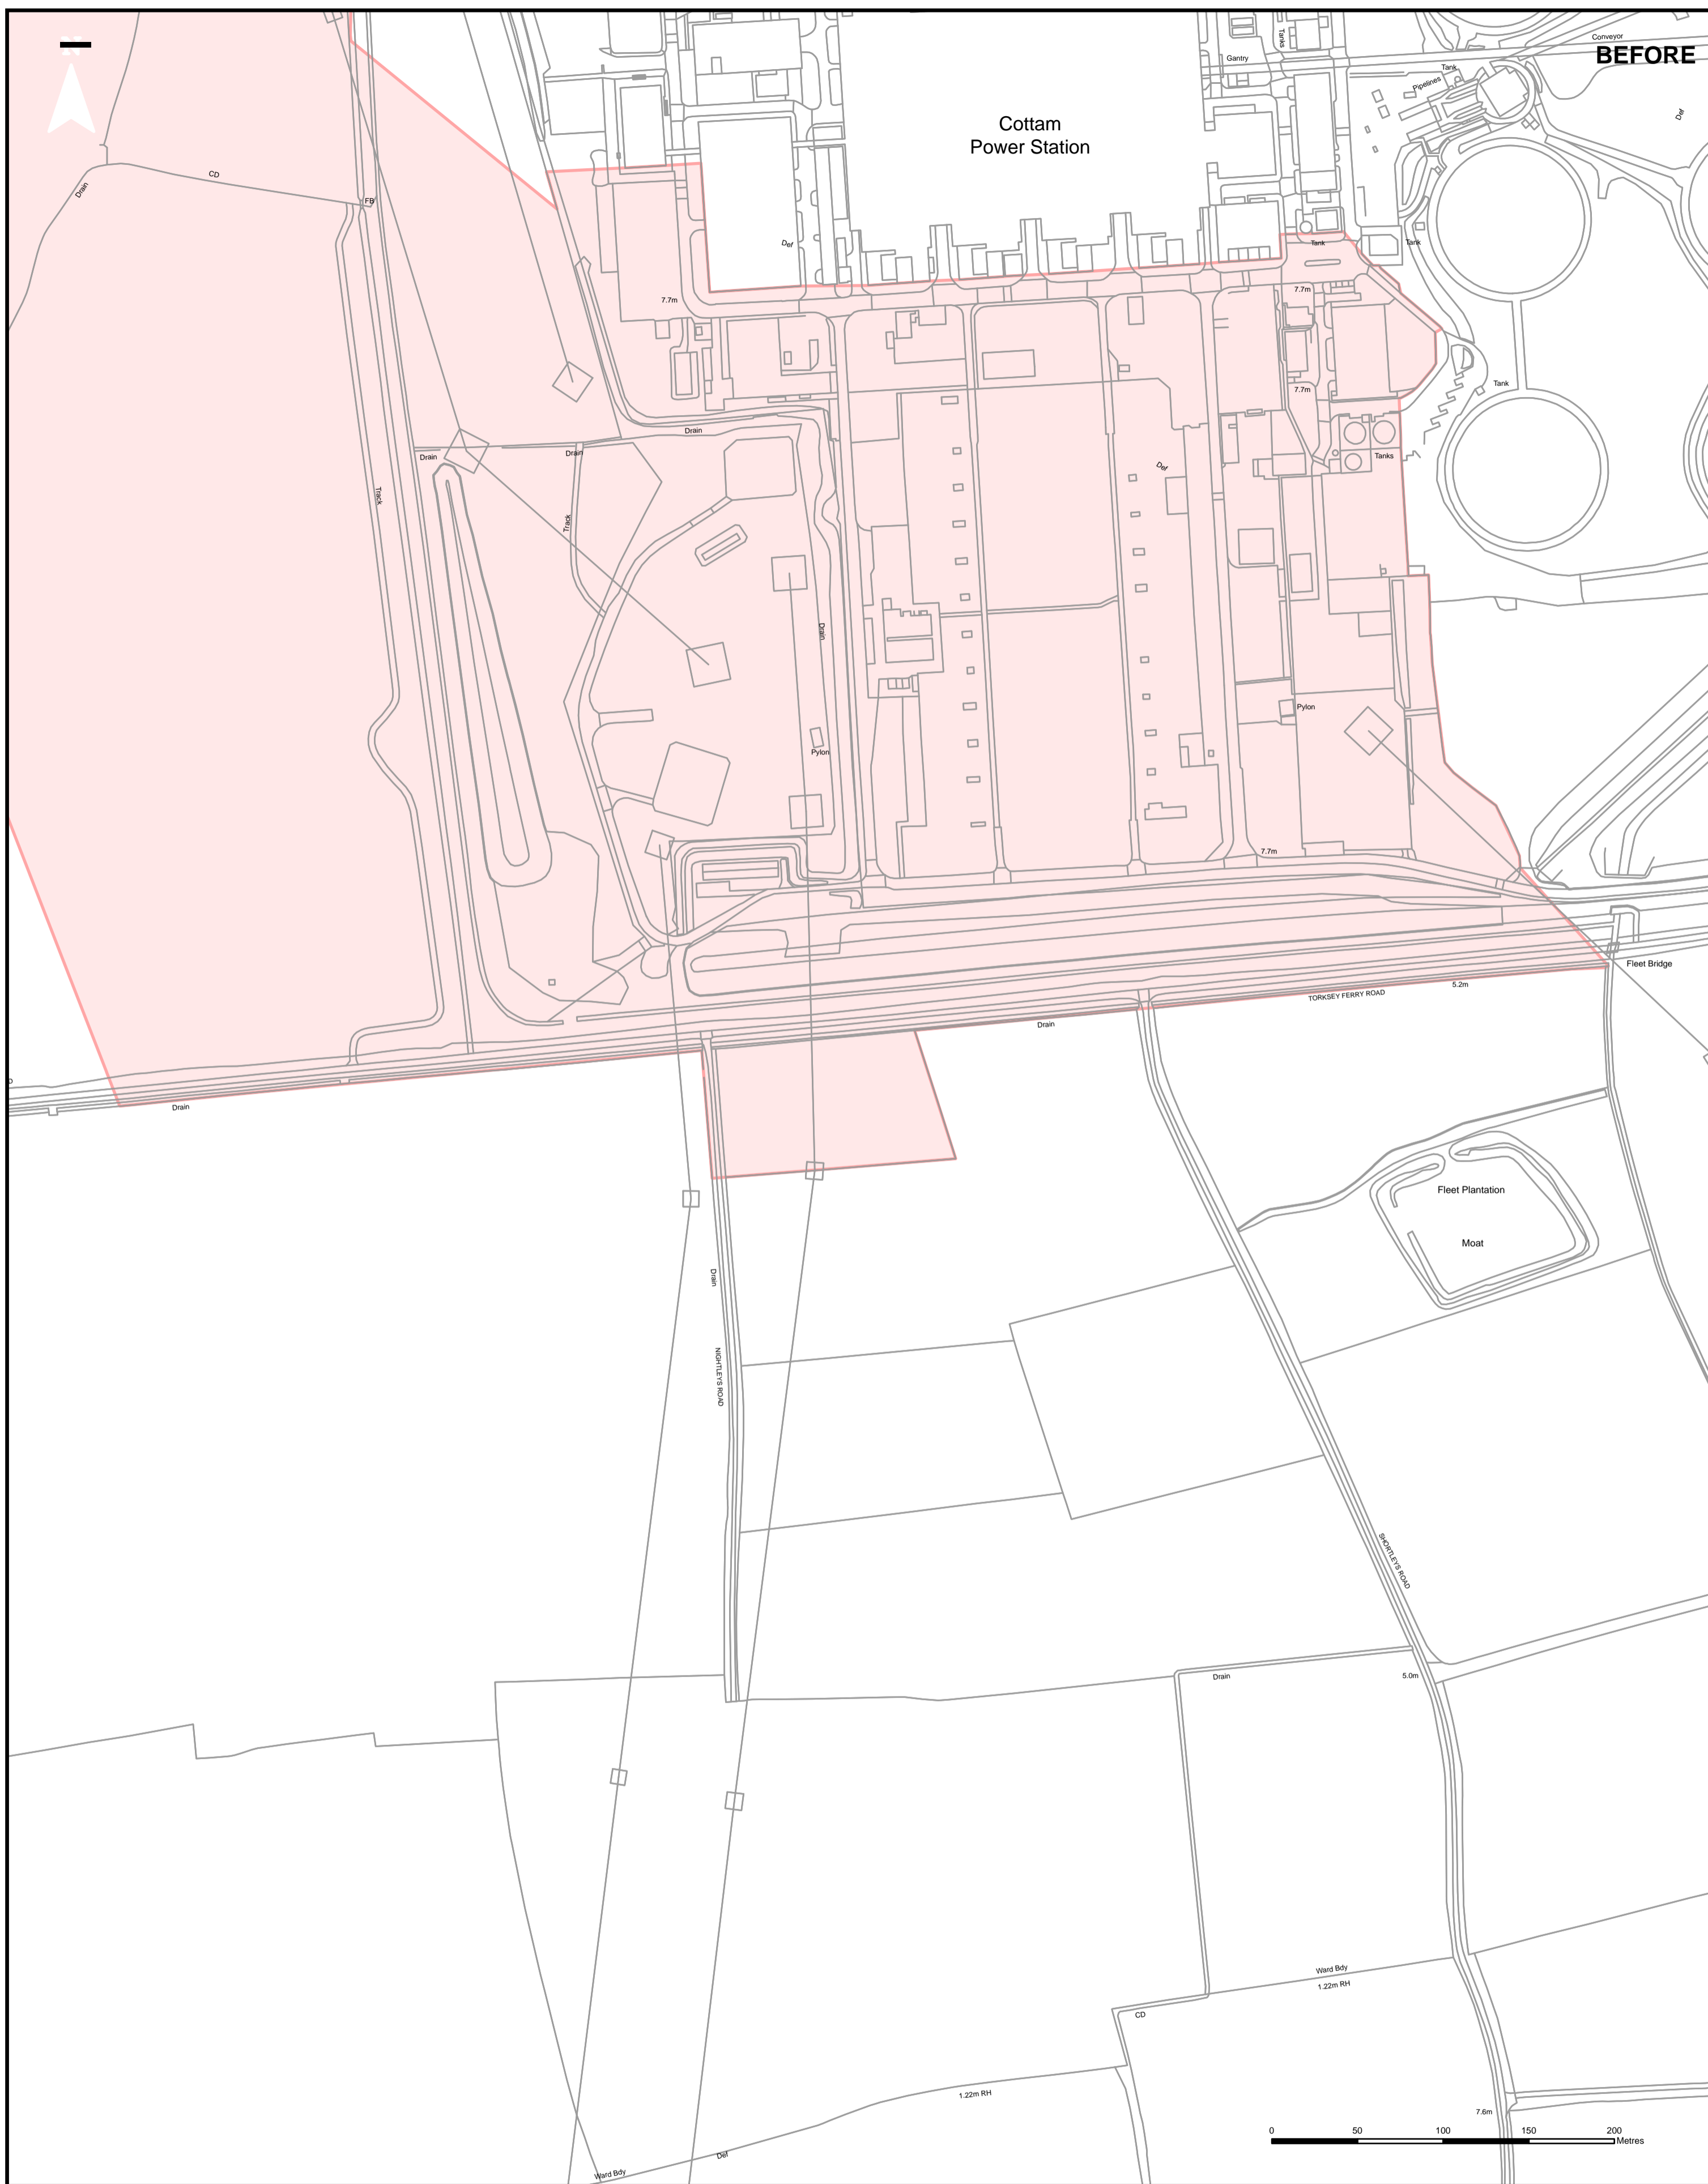 N
BEFORE
Conveyor
Gantry
Tanks
Tank
Pipelines
Def
Cottam
Power Station
CD
Drain
FB
Def
Tank
Tank
7.7m
7.7m
7.7m
Tank
Drain
Drain
Drain
Def
Tanks
Track
Track
Drain
Pylon
Pylon
7.7m
Fleet Bridge
5.2m
TORKSEY FERRY ROAD
Drain
Drain
Fleet Plantation
Moat
Drain
NIGHTLEYS ROAD
SHORTLEYS ROAD
Drain
5.0m
Ward Bdy
1.22m RH
CD
1.22m RH
7.6m
0 50 100 150 200
Metres
Def
Ward Bdy